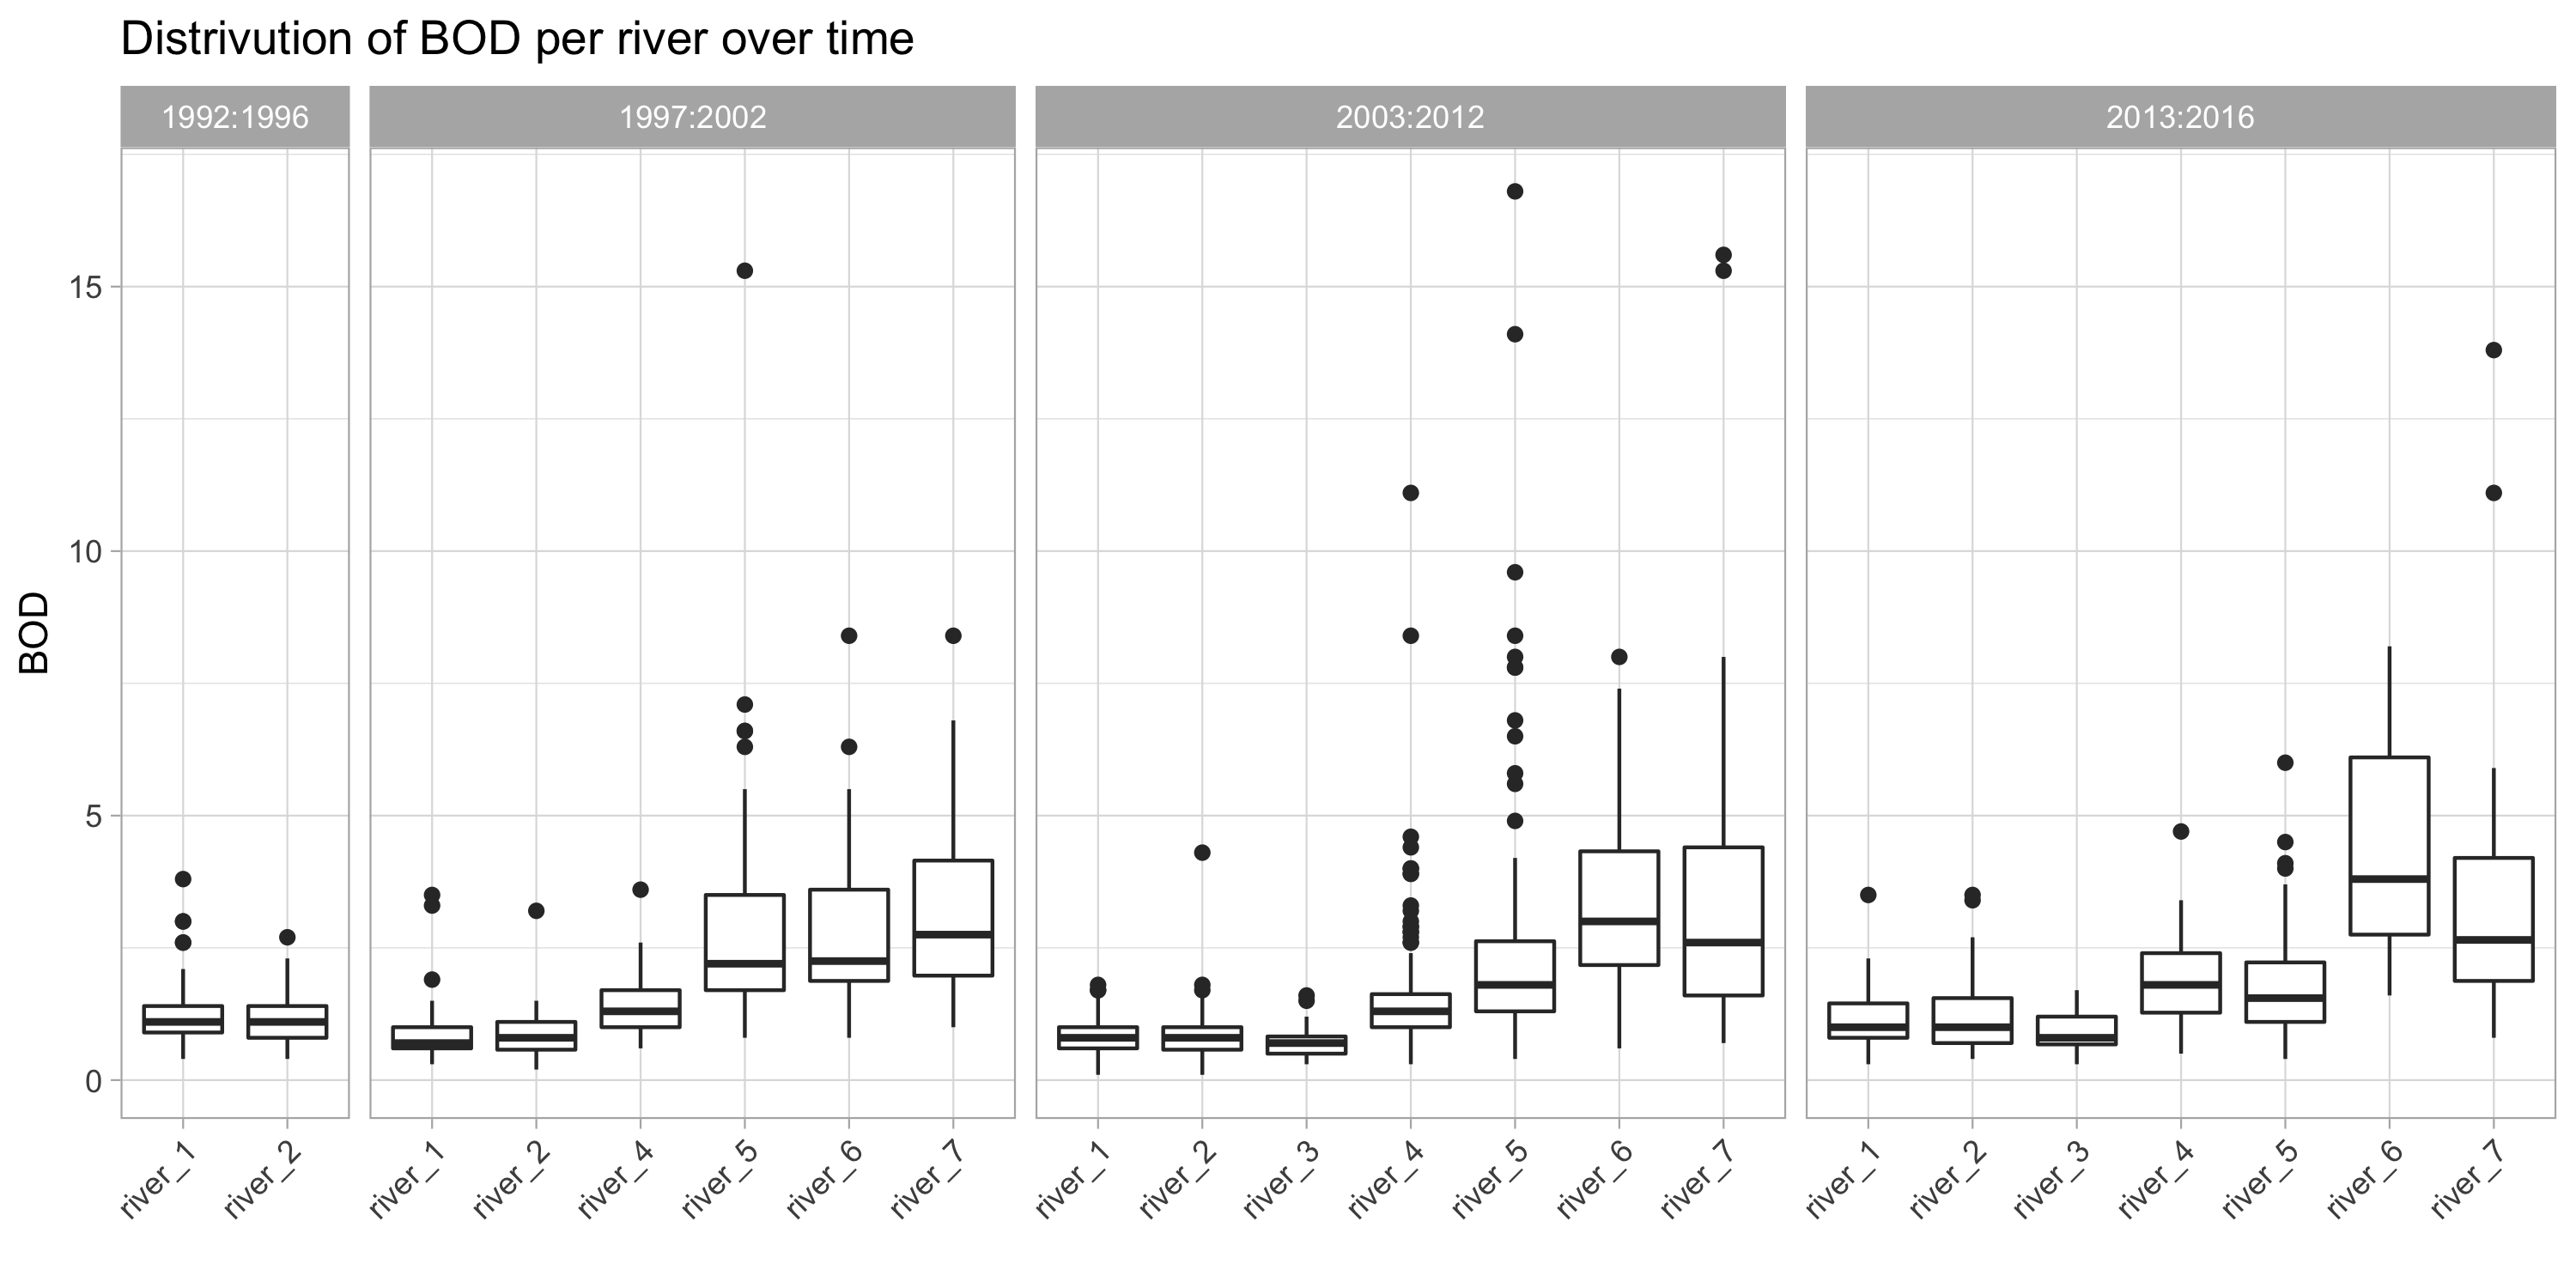 Distrivution of BOD per river over time
1992:1996 1997:2002 2003:2012 2013:2016
15
10
5
0
BOD
river_1 river_2 river_1 river_2 river_4 river_5 river_6 river_7 river_1 river_2 river_3 river_4 river_5 river_6 river_7 river_1 river_2 river_3 river_4 river_5 river_6 river_7